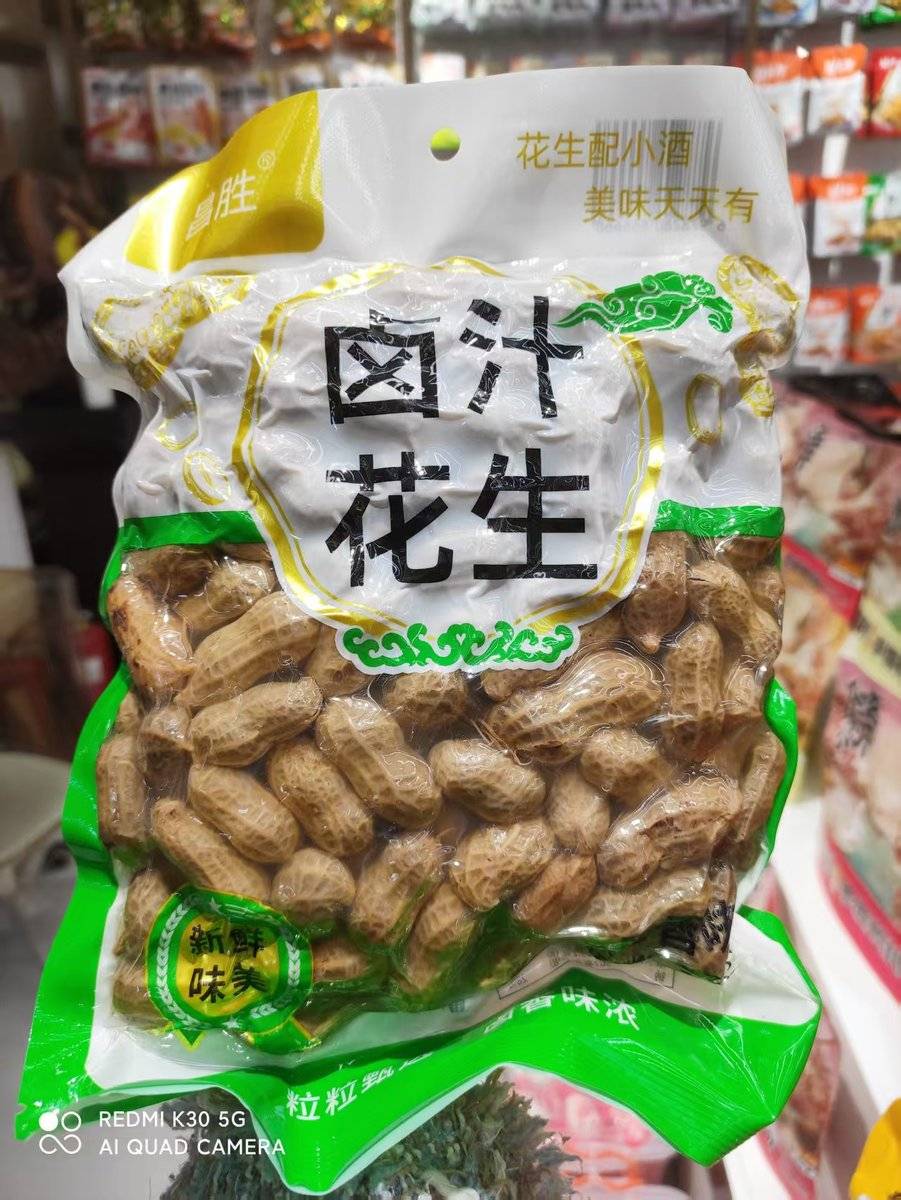 昌胜®
花生配小酒
美味天天有
卤汁
花生
新鲜
味美
粒粒
香味浓
REDMI K30 5G
AI QUAD CAMERA